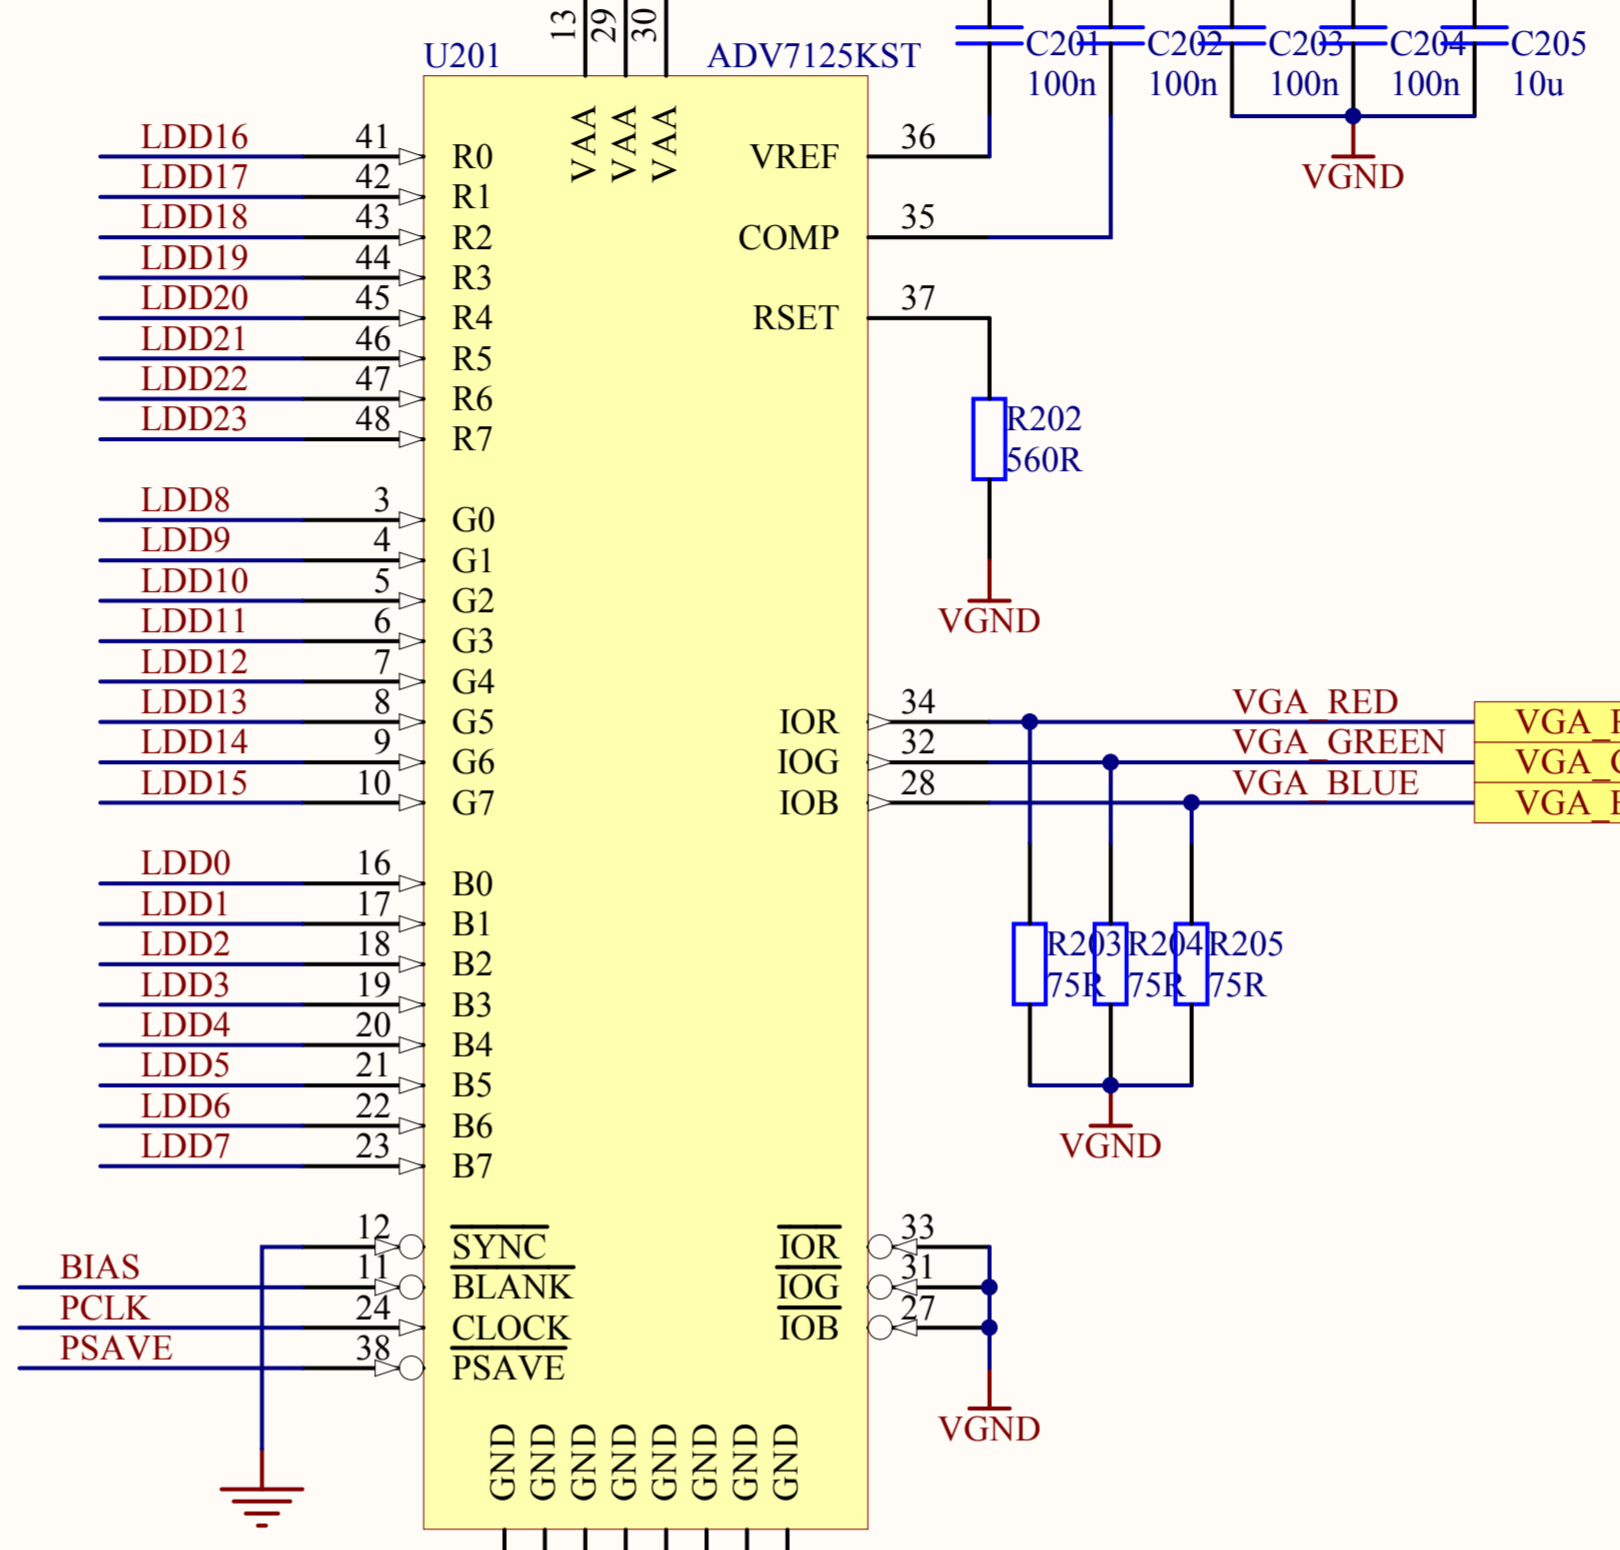 13
29
30
U201
ADV7125KST
C201
100n
C202
100n
C203
100n
C204
100n
C205
10u
VGND
VAA
VAA
VAA
LDD16 41 R0
LDD17 42 R1
LDD18 43 R2
LDD19 44 R3
LDD20 45 R4
LDD21 46 R5
LDD22 47 R6
LDD23 48 R7
VREF 36
COMP 35
RSET 37
R202
560R
VGND
LDD8 3 G0
LDD9 4 G1
LDD10 5 G2
LDD11 6 G3
LDD12 7 G4
LDD13 8 G5
LDD14 9 G6
LDD15 10 G7
IOR 34 VGA_RED
IOG 32 VGA_GREEN
IOB 28 VGA_BLUE
LDD0 16 B0
LDD1 17 B1
LDD2 18 B2
LDD3 19 B3
LDD4 20 B4
LDD5 21 B5
LDD6 22 B6
LDD7 23 B7
R203
75R
R204
75R
R205
75R
VGND
12 SYNC
BIAS 11 BLANK
PCLK 24 CLOCK
PSAVE 38 PSAVE
IOR 33
IOG 31
IOB 27
VGND
GND
GND
GND
GND
GND
GND
GND
GND